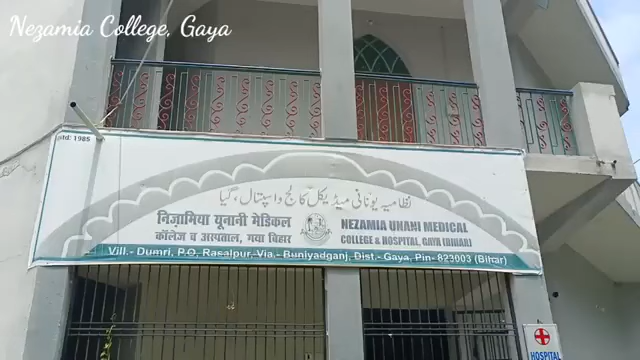 Nezamia College, Gaya
Estd: 1985
نظامیہ یونانی میڈیکل کالج و اسپتال، گیا
निज़ामिया यूनानी मेडिकल
कॉलेज व अस्पताल, गया बिहार
NEZAMIA UNANI MEDICAL
COLLEGE & HOSPITAL, GAYA (BIHAR)
Vill.- Dumri, P.O. Rasalpur, Via.- Buniyadganj, Dist.- Gaya, Pin- 823003 (Bihar)
HOSPITAL